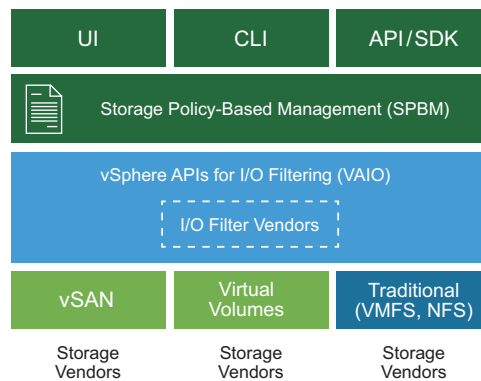 UI
CLI
API/SDK
Storage Policy-Based Management (SPBM)
vSphere APIs for I/O Filtering (VAIO)
I/O Filter Vendors
vSAN
Virtual
Volumes
Traditional
(VMFS, NFS)
Storage
Vendors
Storage
Vendors
Storage
Vendors